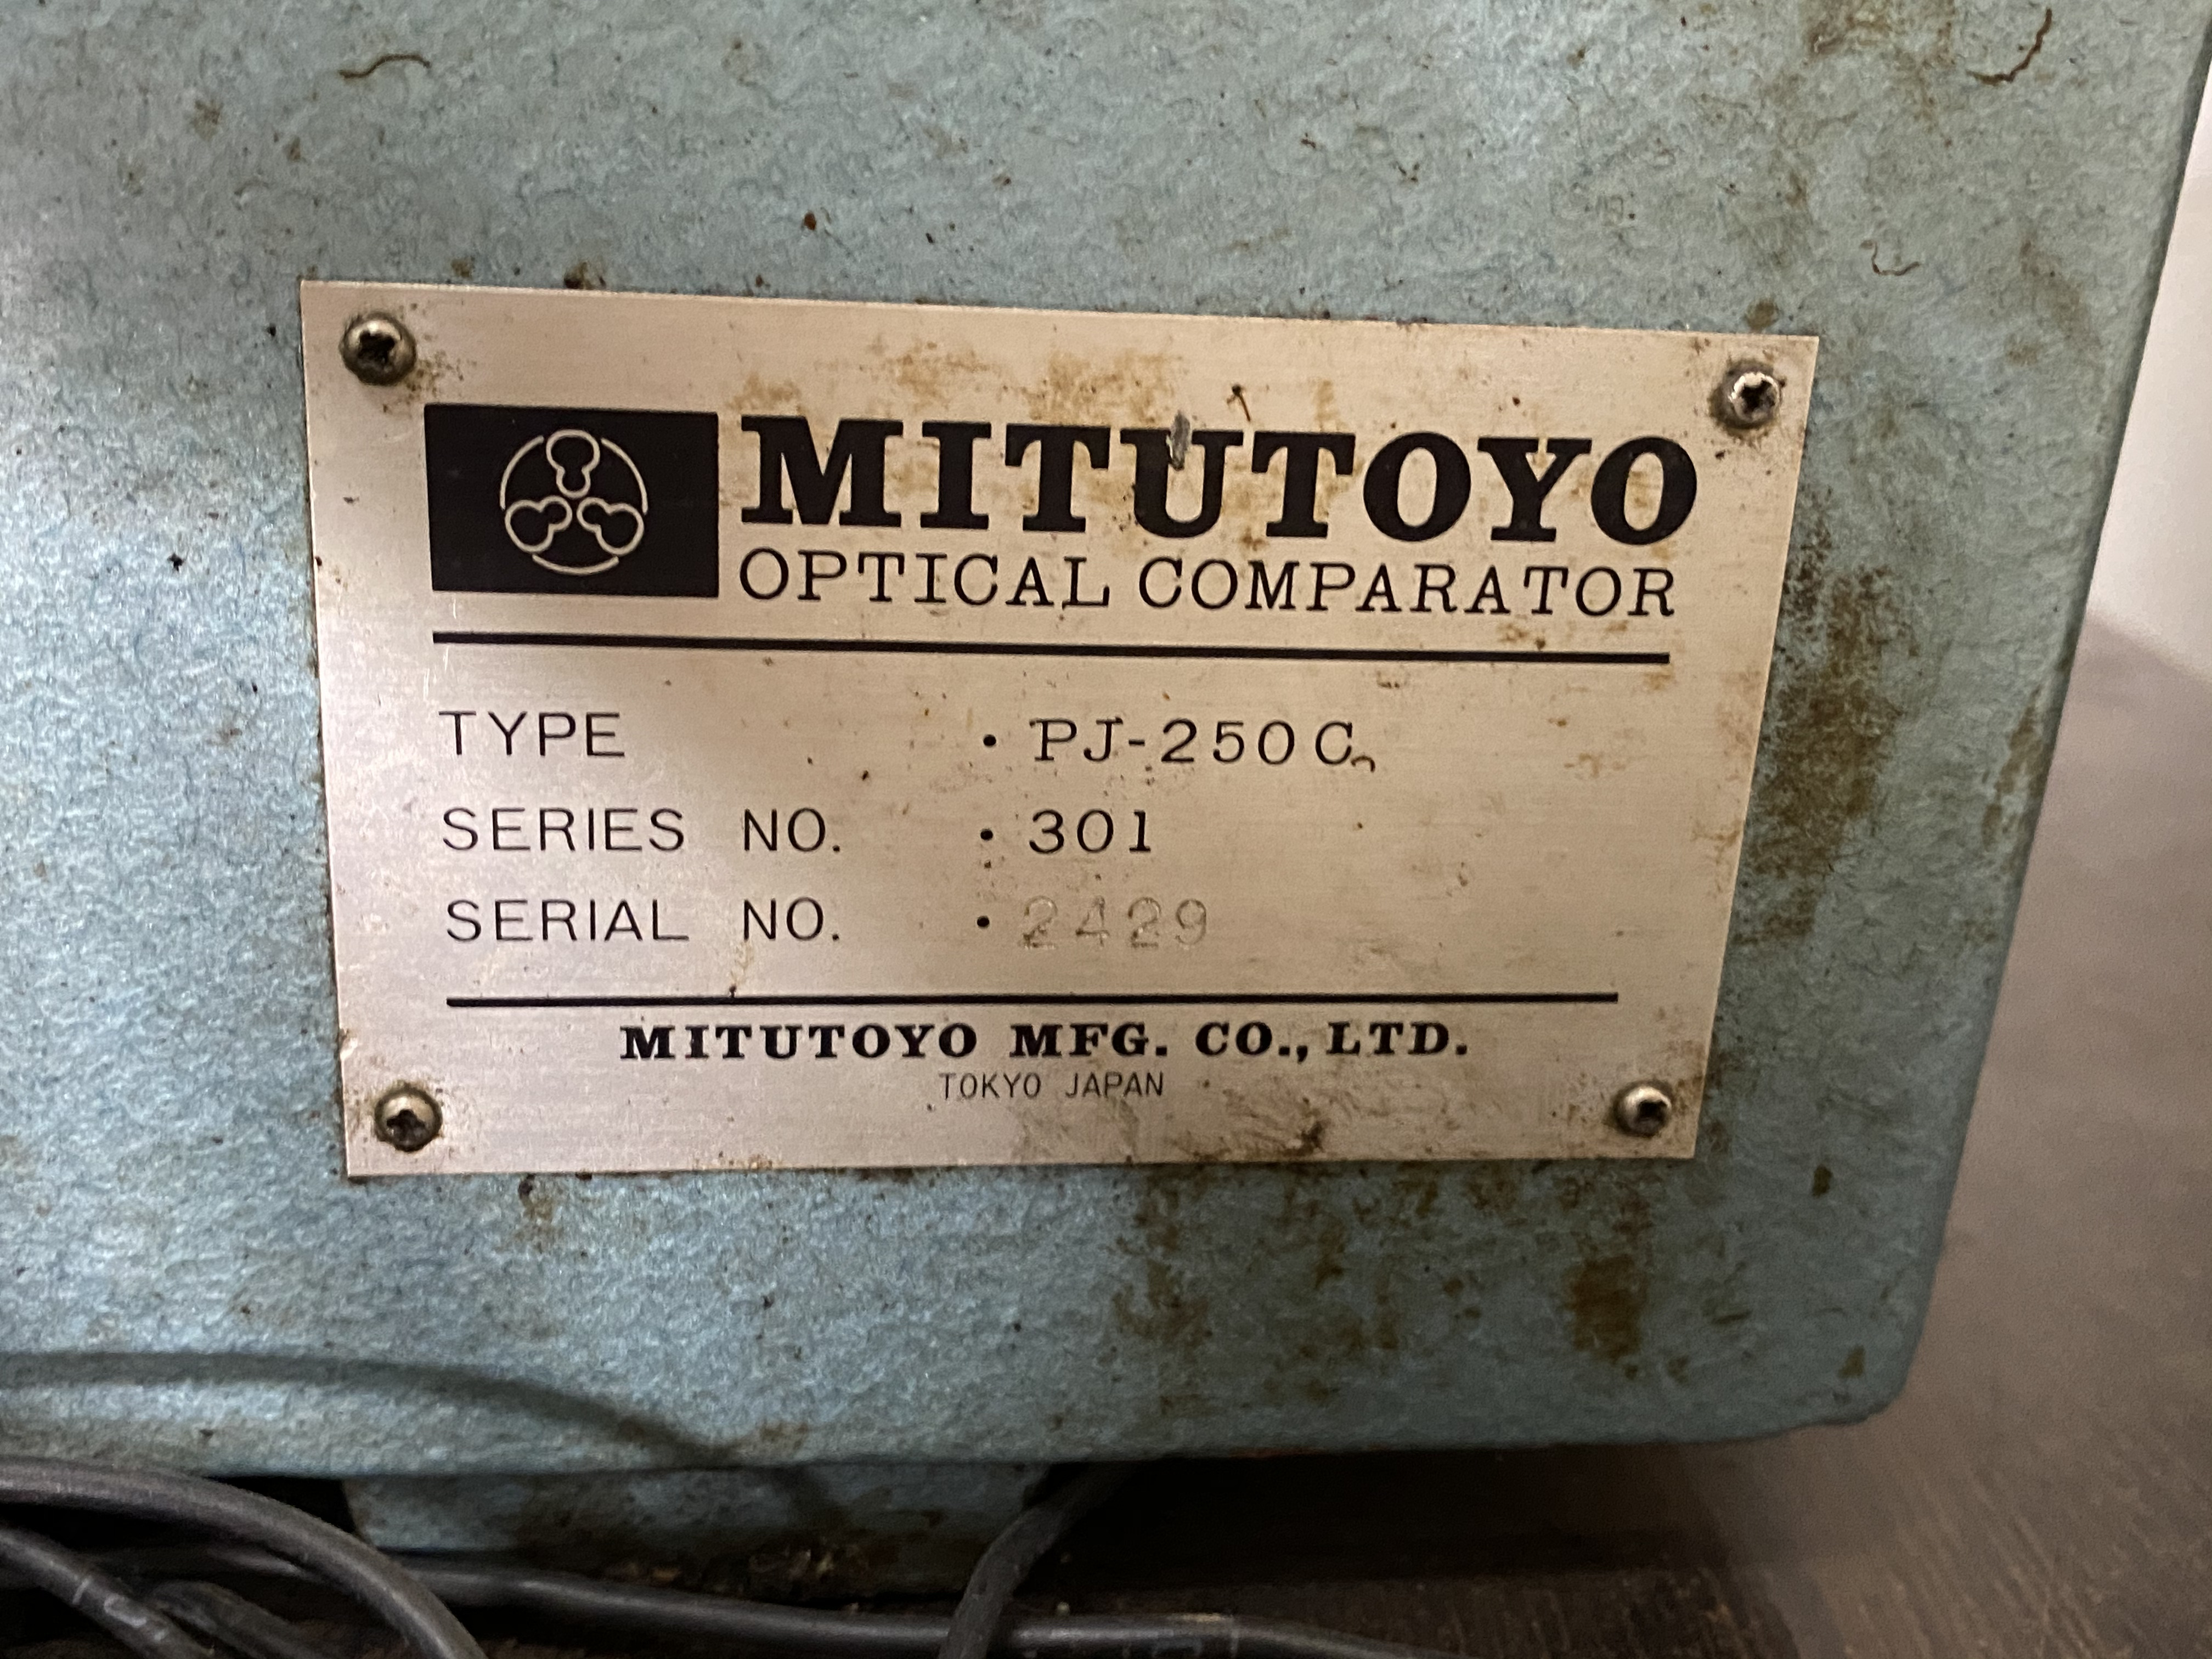 MITUTOYO
OPTICAL COMPARATOR
TYPE · PJ-250C
SERIES NO. · 301
SERIAL NO. · 2429
MITUTOYO MFG. CO., LTD.
TOKYO JAPAN